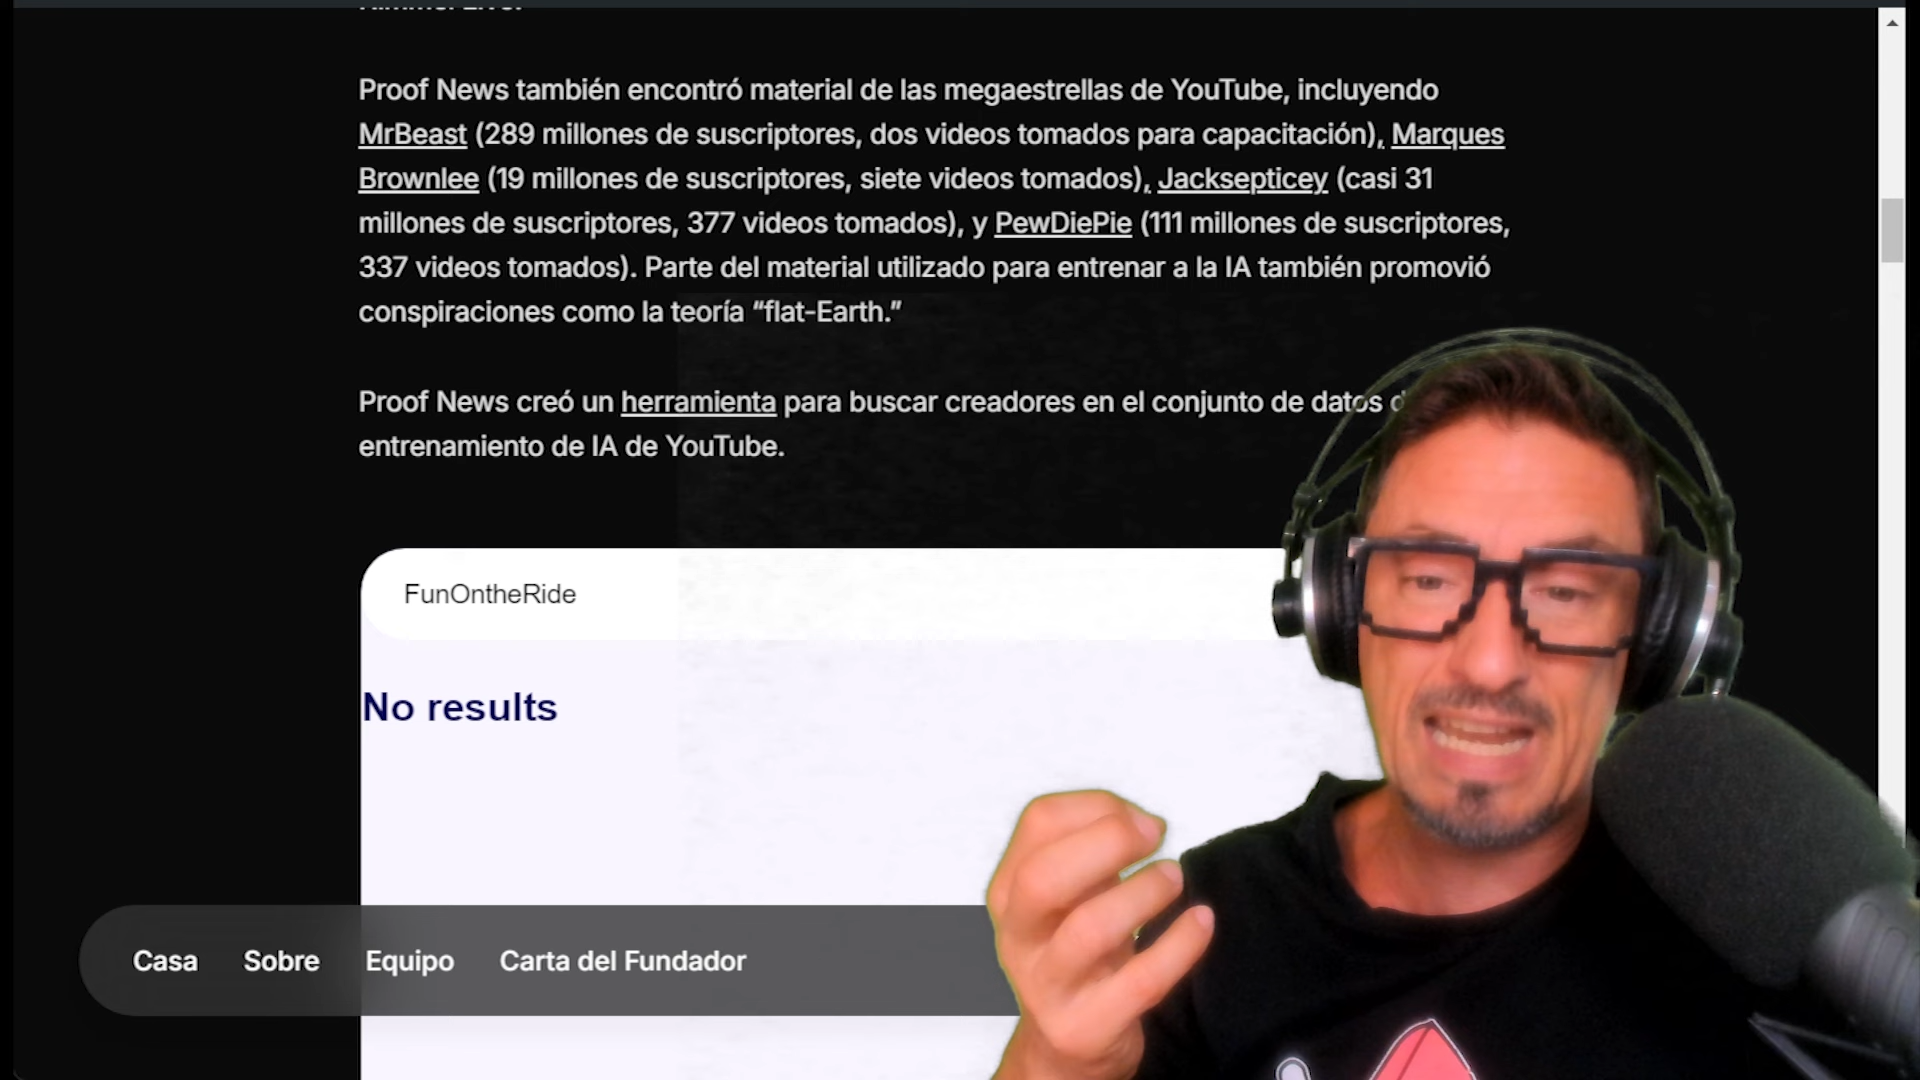 Proof News también encontró material de las megaestrellas de YouTube, incluyendo
MrBeast (289 millones de suscriptores, dos videos tomados para capacitación), Marques
Brownlee (19 millones de suscriptores, siete videos tomados), Jacksepticey (casi 31
millones de suscriptores, 377 videos tomados), y PewDiePie (111 millones de suscriptores,
337 videos tomados). Parte del material utilizado para entrenar a la IA también promovió
conspiraciones como la teoría “flat-Earth.”
Proof News creó un herramienta para buscar creadores en el conjunto de datos
entrenamiento de IA de YouTube.
FunOntheRide
No results
Casa Sobre Equipo Carta del Fundador